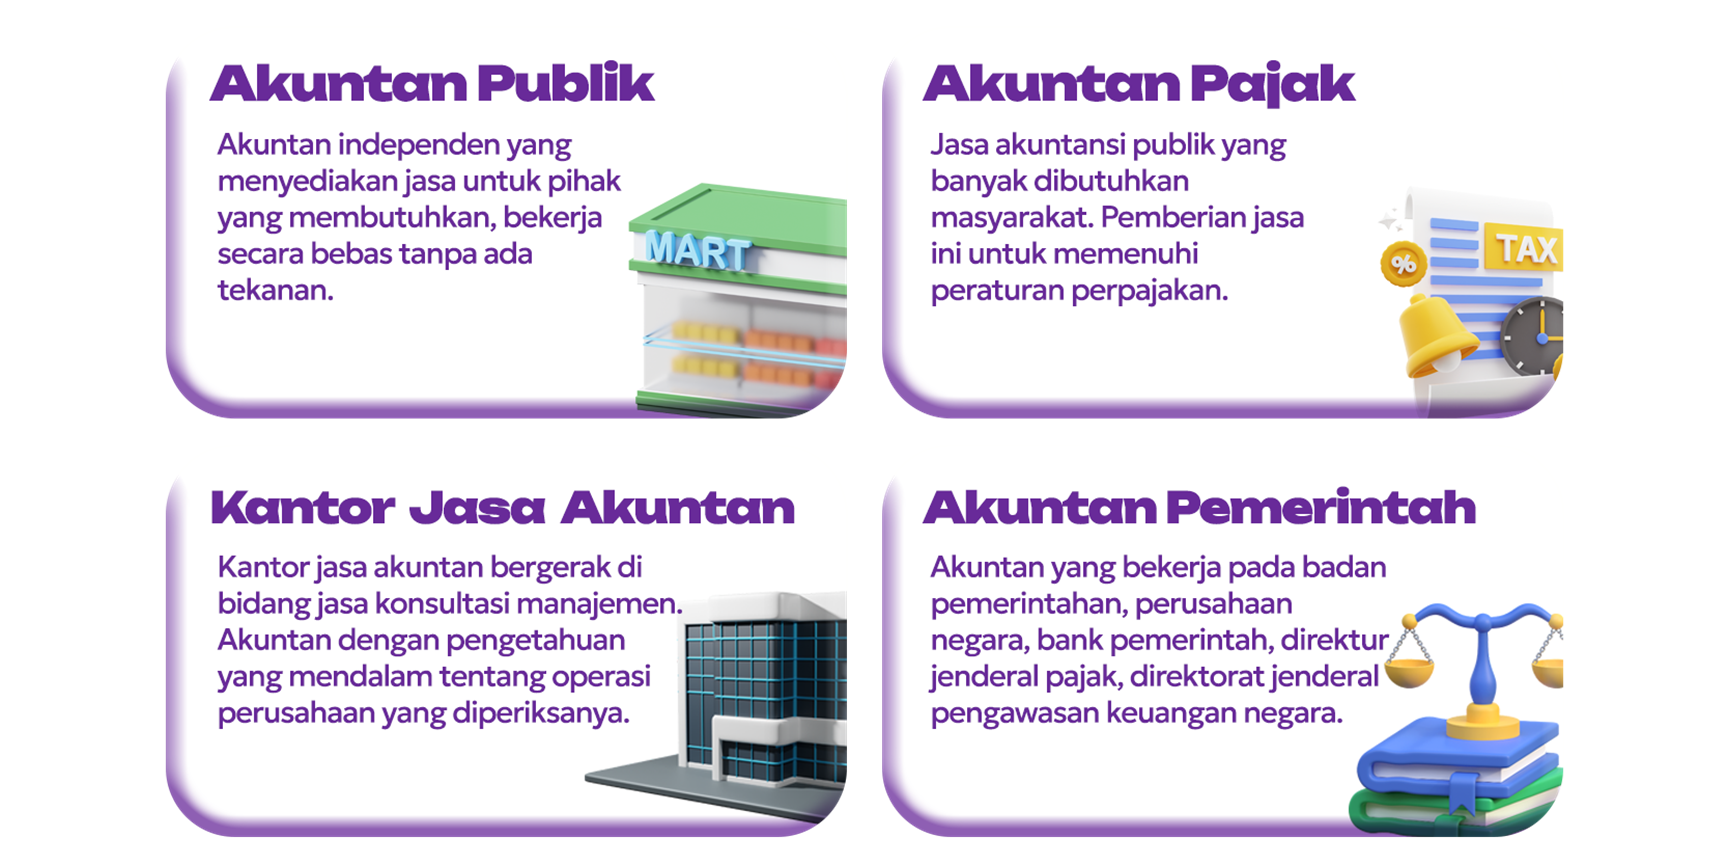 Akuntan Publik
Akuntan independen yang
menyediakan jasa untuk pihak
yang membutuhkan, bekerja
secara bebas tanpa ada
tekanan.
MART
Akuntan Pajak
Jasa akuntansi publik yang
banyak dibutuhkan
masyarakat. Pemberian jasa
ini untuk memenuhi
peraturan perpajakan.
TAX
%
Kantor Jasa Akuntan
Kantor jasa akuntan bergerak di
bidang jasa konsultasi manajemen.
Akuntan dengan pengetahuan
yang mendalam tentang operasi
perusahaan yang diperiksanya.
Akuntan Pemerintah
Akuntan yang bekerja pada badan
pemerintahan, perusahaan
negara, bank pemerintah, direktur
jenderal pajak, direktorat jenderal
pengawasan keuangan negara.